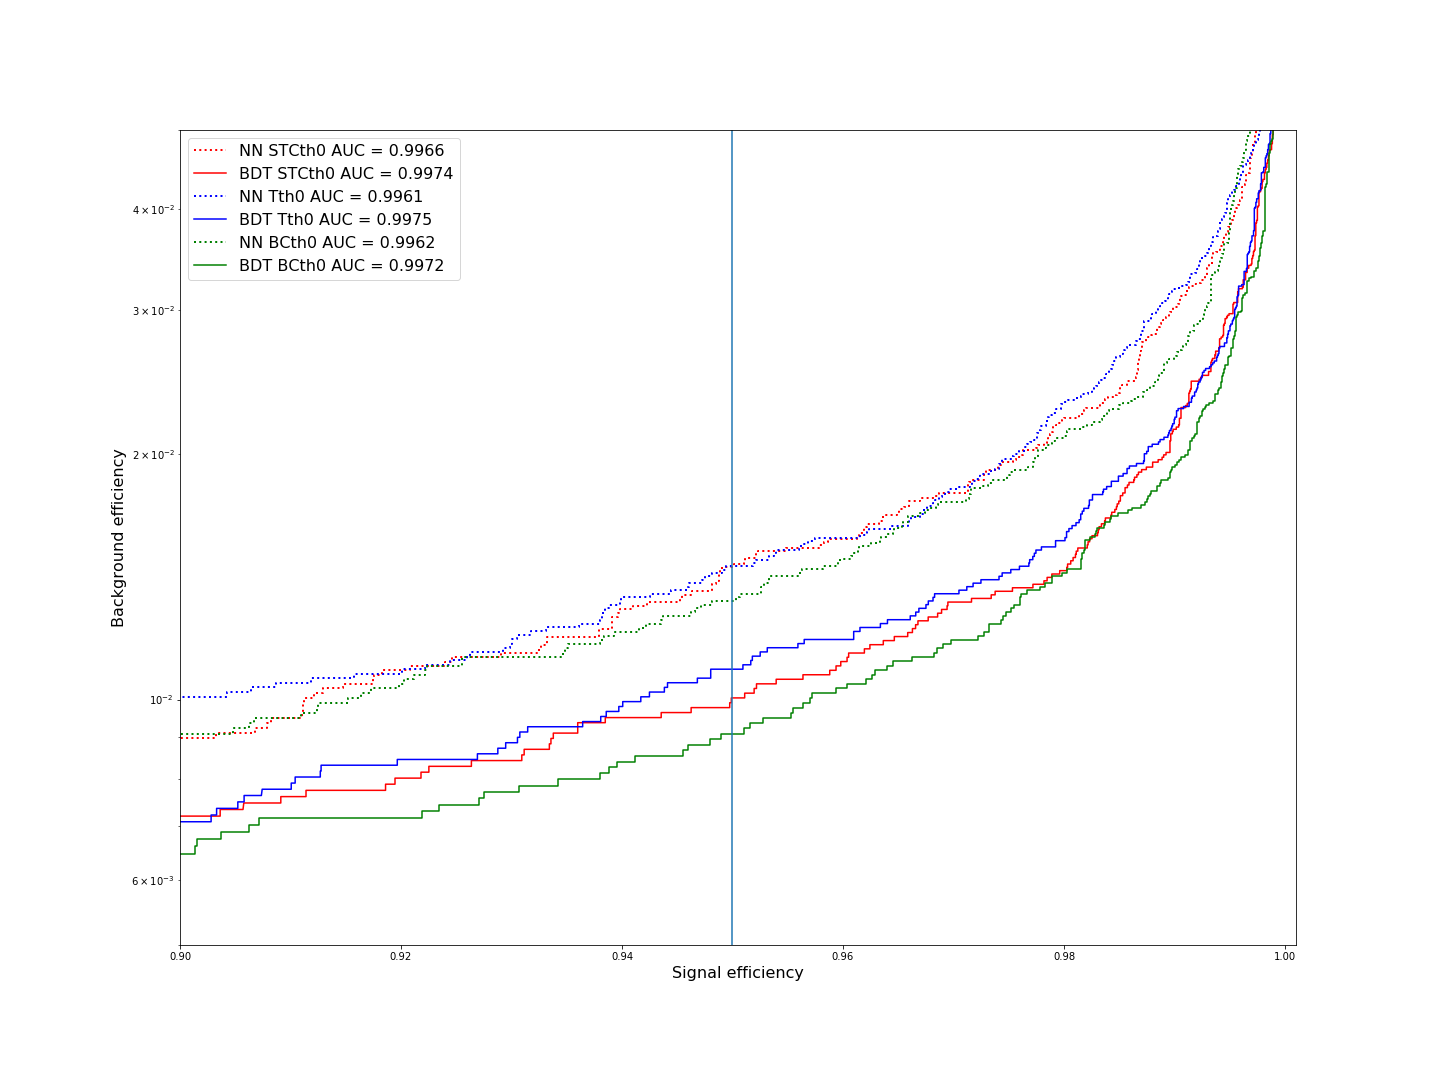 NN STCth0 AUC = 0.9966
BDT STCth0 AUC = 0.9974
NN Tth0 AUC = 0.9961
BDT Tth0 AUC = 0.9975
NN BCth0 AUC = 0.9962
BDT BCth0 AUC = 0.9972
4 × 10⁻²
3 × 10⁻²
2 × 10⁻²
10⁻²
6 × 10⁻³
Background efficiency
0.90 0.92 0.94 0.96 0.98 1.00
Signal efficiency